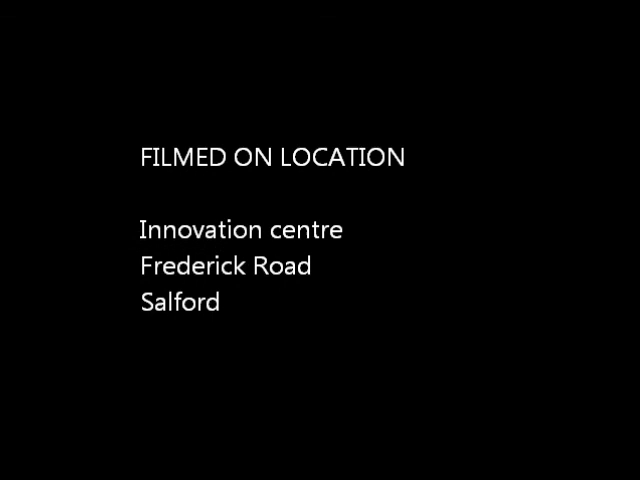 FILMED ON LOCATION
Innovation centre
Frederick Road
Salford